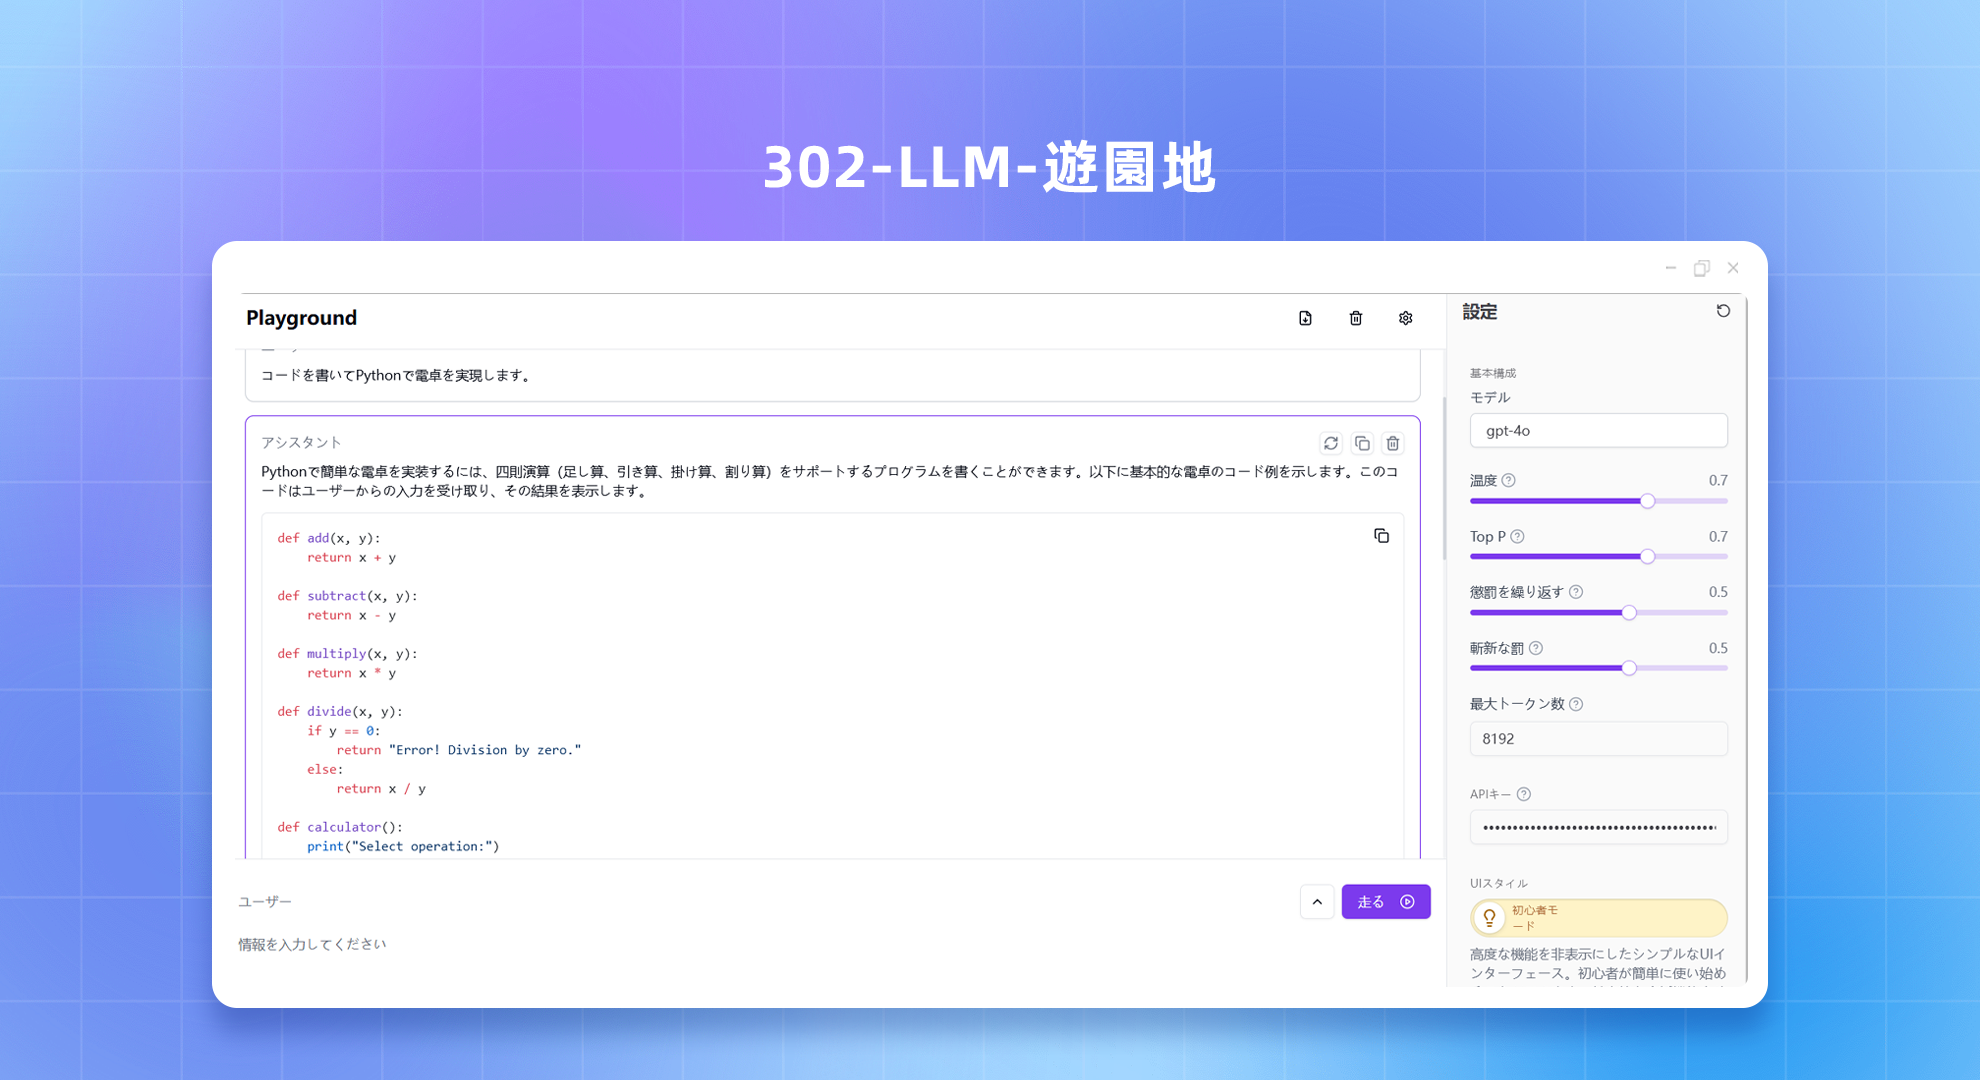 302-LLM-遊園地
Playground
コードを書いてPythonで電卓を実現します。
アシスタント
Pythonで簡単な電卓を実装するには、四則演算（足し算、引き算、掛け算、割り算）をサポートするプログラムを書くことができます。以下に基本的な電卓のコード例を示します。このコ
ードはユーザーからの入力を受け取り、その結果を表示します。
def add(x, y):
    return x + y
def subtract(x, y):
    return x - y
def multiply(x, y):
    return x * y
def divide(x, y):
    if y == 0:
        return "Error! Division by zero."
    else:
        return x / y
def calculator():
    print("Select operation:")
ユーザー
走る
情報を入力してください
設定
基本構成
モデル
gpt-4o
温度 0.7
Top P 0.7
懲罰を繰り返す 0.5
斬新な罰 0.5
最大トークン数
8192
APIキー
••••••••••••••••••••••••••••••••••••••••
UIスタイル
初心者モ
ード
高度な機能を非表示にしたシンプルなUIイ
ンターフェース。初心者が簡単に使い始め